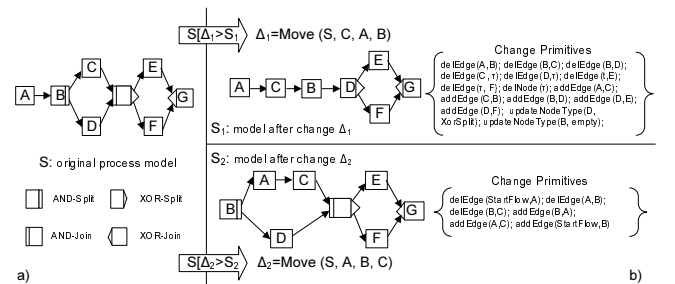 S[Δ1>S1
Δ1=Move (S, C, A, B)
A
B
C
D
E
F
G
S: original process model
AND-Split
XOR-Split
AND-Join
XOR-Join
a)
A
C
B
D
E
F
G
S1: model after change Δ1
Change Primitives
delEdge(A,B); delEdge(B,C); delEdge(B,D);
delEdge(C,τ); delEdge(D,τ); delEdge(t,E);
delEdge(τ, F); delNode(τ); addEdge(A,C);
addEdge(C,B); addEdge(B,D); addEdge(D,E);
addEdge(D,F); updateNodeType(D,
XorSplit); updateNodeType(B, empty);
S2: model after change Δ2
B
A
C
D
E
F
G
Change Primitives
delEdge(StartFlow,A); delEdge(A,B);
delEdge(B,C); addEdge(B,A);
addEdge(A,C); addEdge(StartFlow,B)
S[Δ2>S2
Δ2=Move (S, A, B, C)
b)